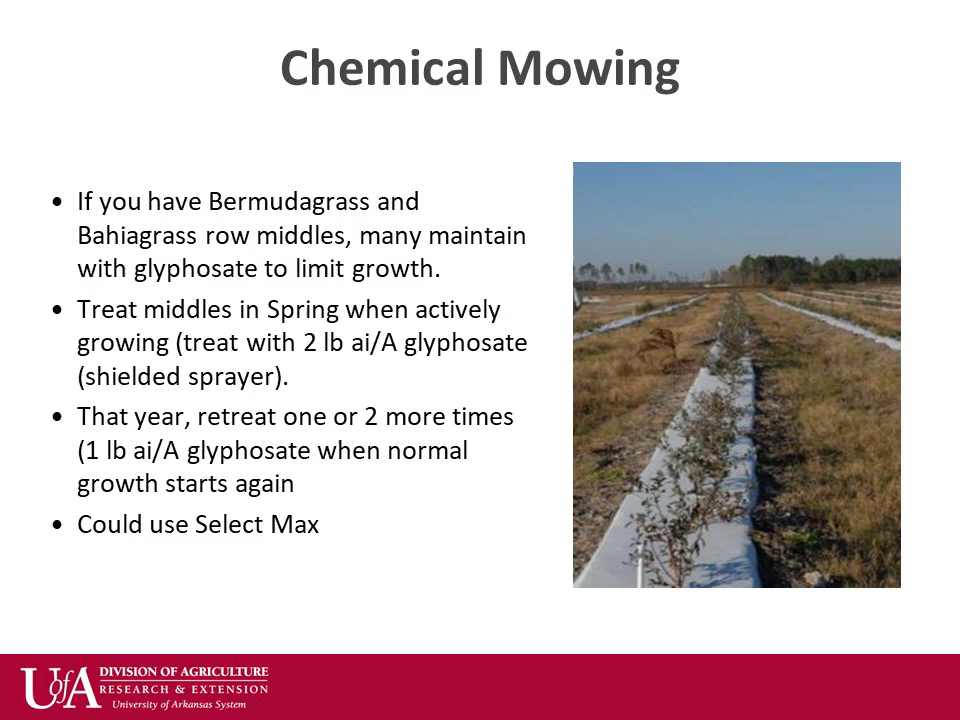 Chemical Mowing
• If you have Bermudagrass and
Bahiagrass row middles, many maintain
with glyphosate to limit growth.
• Treat middles in Spring when actively
growing (treat with 2 lb ai/A glyphosate
(shielded sprayer).
• That year, retreat one or 2 more times
(1 lb ai/A glyphosate when normal
growth starts again
• Could use Select Max
UofA DIVISION OF AGRICULTURE
RESEARCH & EXTENSION
University of Arkansas System